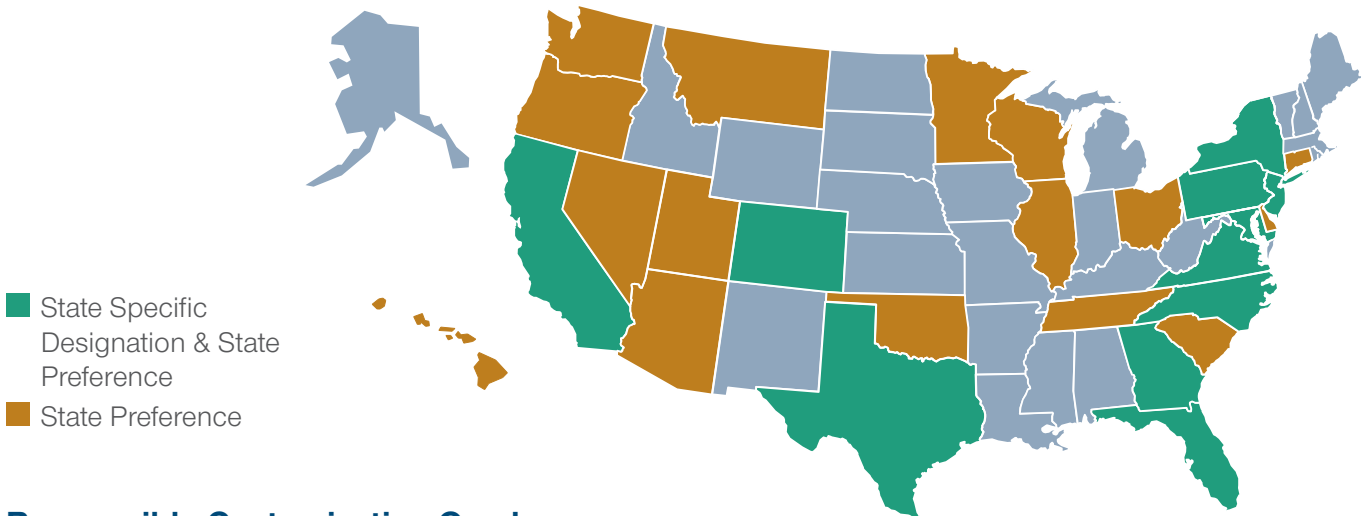 State Specific
Designation & State
Preference
State Preference